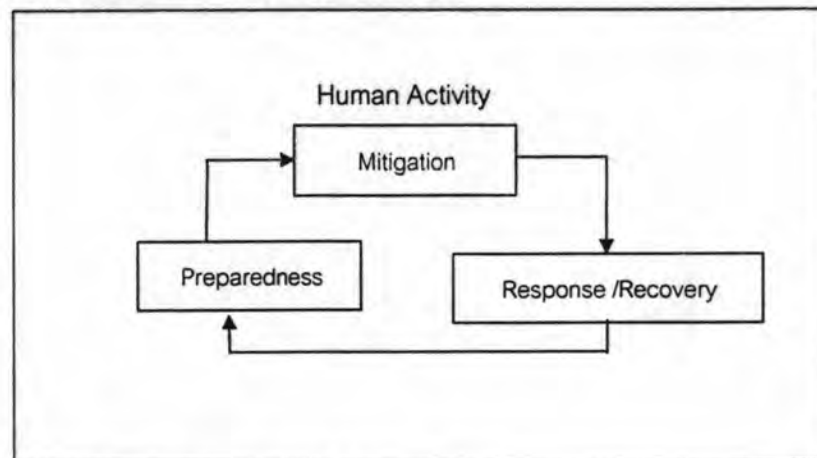 Human Activity
Mitigation
Preparedness
Response /Recovery